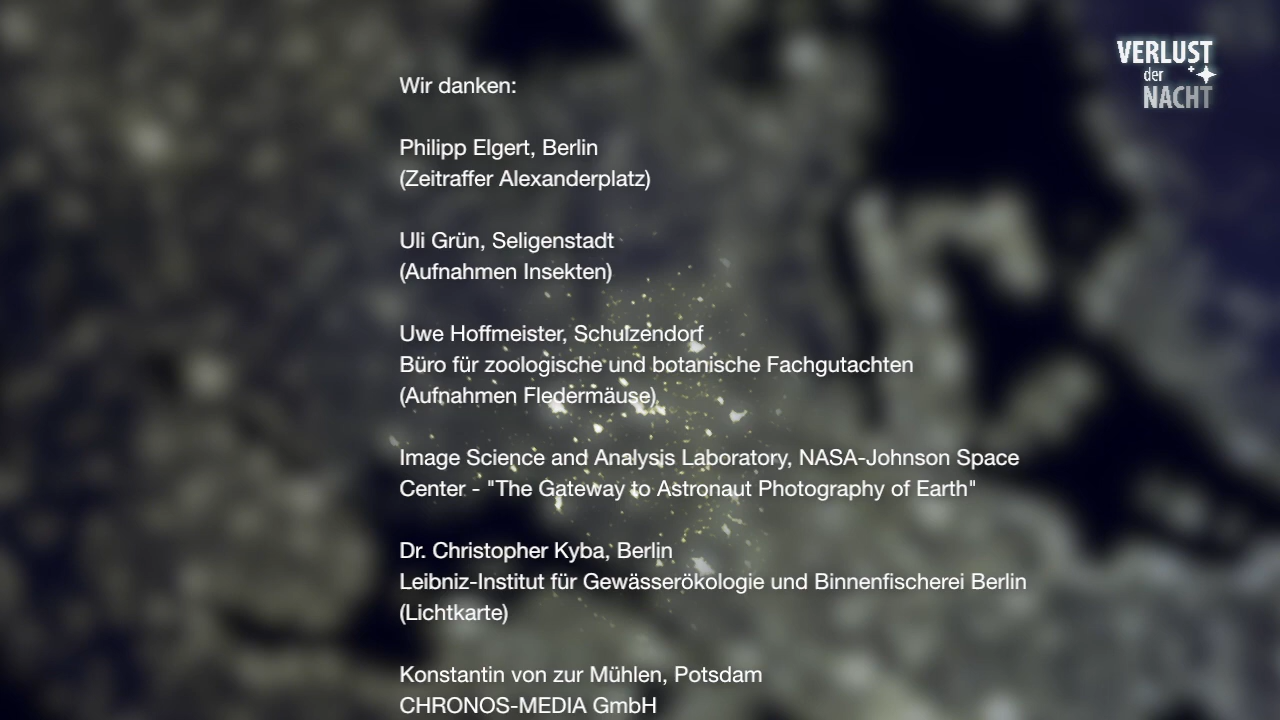 VERLUST
der
NACHT
Wir danken:
Philipp Elgert, Berlin
(Zeitraffer Alexanderplatz)
Uli Grün, Seligenstadt
(Aufnahmen Insekten)
Uwe Hoffmeister, Schulzendorf
Büro für zoologische und botanische Fachgutachten
(Aufnahmen Fledermäuse)
Image Science and Analysis Laboratory, NASA-Johnson Space
Center - "The Gateway to Astronaut Photography of Earth"
Dr. Christopher Kyba, Berlin
Leibniz-Institut für Gewässerökologie und Binnenfischerei Berlin
(Lichtkarte)
Konstantin von zur Mühlen, Potsdam
CHRONOS-MEDIA GmbH